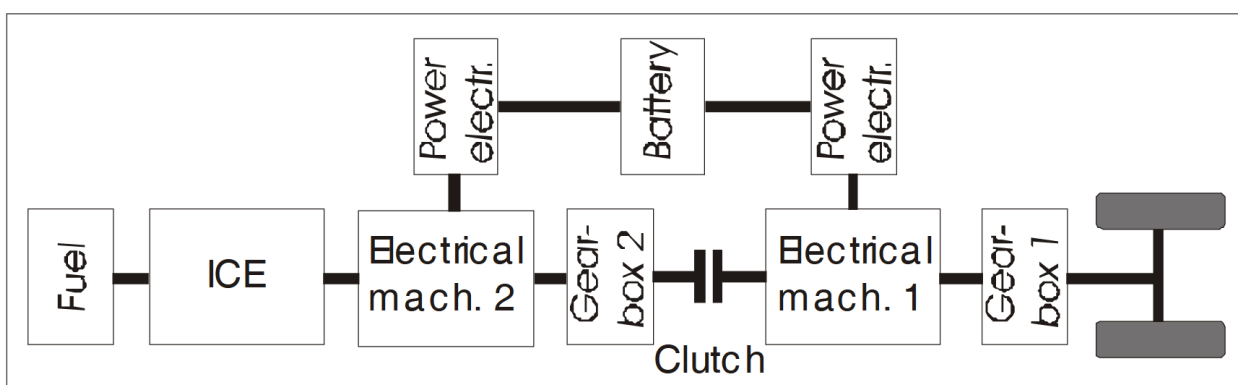 Power
electr.
Battery
Power
electr.
Fuel
ICE
Electrical
mach. 2
Gear-
box 2
Clutch
Electrical
mach. 1
Gear-
box 1